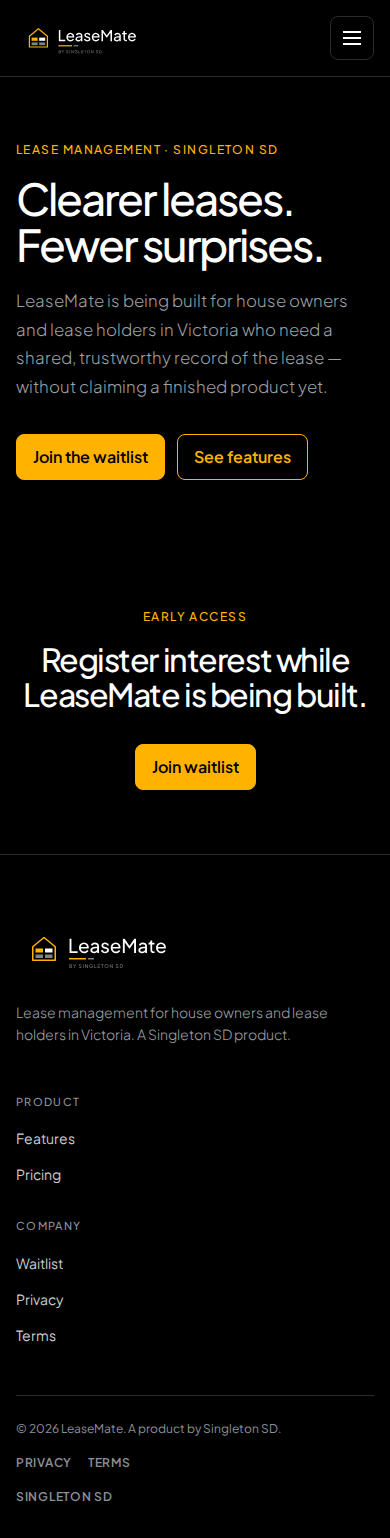 LeaseMate
BY SINGLETON SD
LEASE MANAGEMENT · SINGLETON SD
Clearer leases.
Fewer surprises.
LeaseMate is being built for house owners
and lease holders in Victoria who need a
shared, trustworthy record of the lease —
without claiming a finished product yet.
Join the waitlist
See features
EARLY ACCESS
Register interest while
LeaseMate is being built.
Join waitlist
LeaseMate
BY SINGLETON SD
Lease management for house owners and lease
holders in Victoria. A Singleton SD product.
PRODUCT
Features
Pricing
COMPANY
Waitlist
Privacy
Terms
© 2026 LeaseMate. A product by Singleton SD.
PRIVACY TERMS
SINGLETON SD